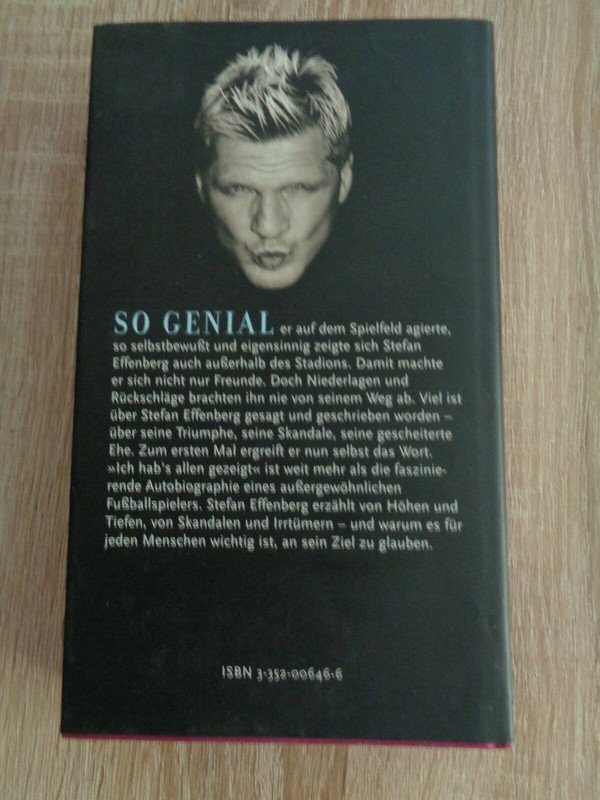 SO GENIAL er auf dem Spielfeld agierte,
so selbstbewußt und eigensinnig zeigte sich Stefan
Effenberg auch außerhalb des Stadions. Damit machte
er sich nicht nur Freunde. Doch Niederlagen und
Rückschläge brachten ihn nie von seinem Weg ab. Viel ist
über Stefan Effenberg gesagt und geschrieben worden –
über seine Triumphe, seine Skandale, seine gescheiterte
Ehe. Zum ersten Mal ergreift er nun selbst das Wort.
»Ich hab's allen gezeigt« ist weit mehr als die faszinie-
rende Autobiographie eines außergewöhnlichen
Fußballspielers. Stefan Effenberg erzählt von Höhen und
Tiefen, von Skandalen und Irrtümern – und warum es für
jeden Menschen wichtig ist, an sein Ziel zu glauben.
ISBN 3-352-00646-6